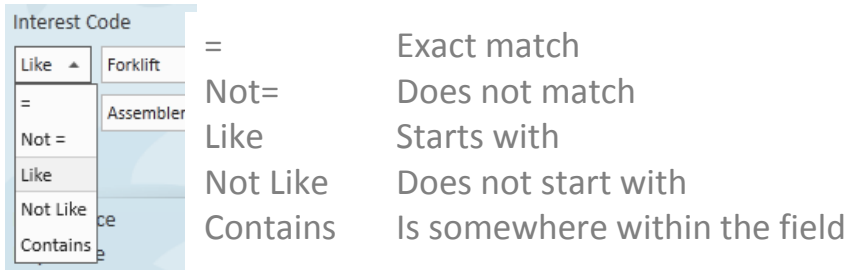 Interest Code
Like Forklift
=
Assembler
Not =
Like
Not Like
ce
Contains
= Exact match
Not= Does not match
Like Starts with
Not Like Does not start with
Contains Is somewhere within the field